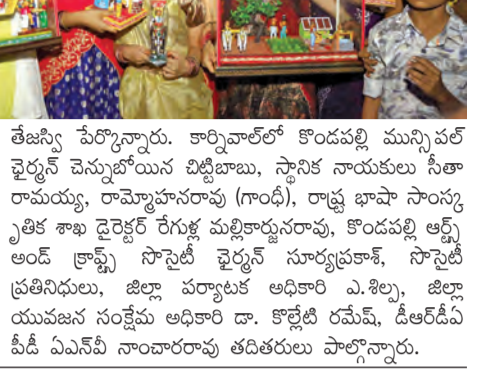 తేజస్వి పేర్కొన్నారు. కార్నివాల్‌లో కొండపల్లి మున్సిపల్
ఛైర్మన్ చెన్నుబోయిన చిట్టిబాబు, స్థానిక నాయకులు సీతా
రామయ్య, రామ్మోహనరావు (గాంధీ), రాష్ట్ర భాషా సాంస్క
ృతిక శాఖ డైరెక్టర్ రేగుళ్ల మల్లికార్జునరావు, కొండపల్లి ఆర్ట్స్
అండ్ క్రాఫ్ట్స్ సొసైటీ ఛైర్మన్ సూర్యప్రకాశ్, సొసైటీ
ప్రతినిధులు, జిల్లా పర్యాటక అధికారి ఎ.శిల్ప, జిల్లా
యువజన సంక్షేమ అధికారి డా. కొల్లేటి రమేష్, డీఆర్‌డీఏ
పీడీ ఏఎన్‌వీ నాంచారరావు తదితరులు పాల్గొన్నారు.